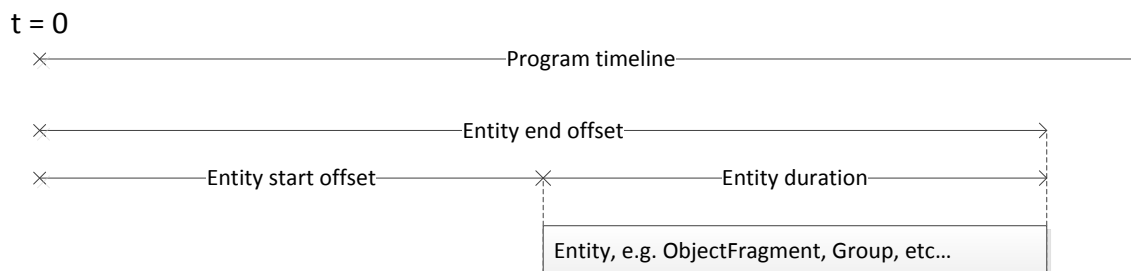 t = 0
Program timeline
Entity end offset
Entity start offset
Entity duration
Entity, e.g. ObjectFragment, Group, etc…